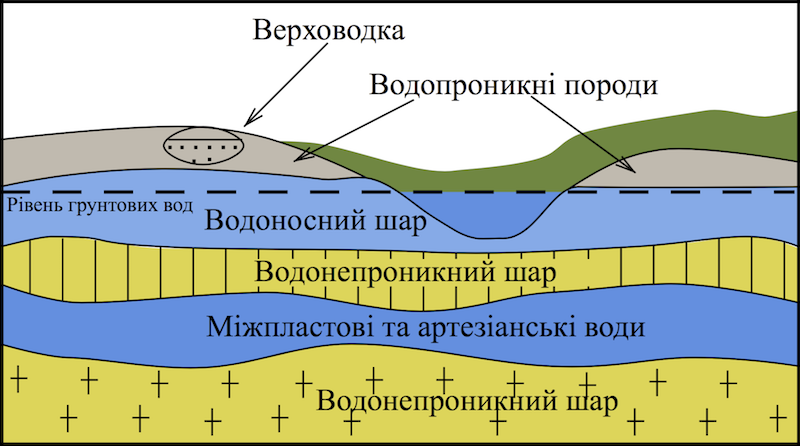 Верховодка
Водопроникні породи
Рівень грунтових вод
Водоносний шар
Водонепроникний шар
Міжпластові та артезіанські води
Водонепроникний шар